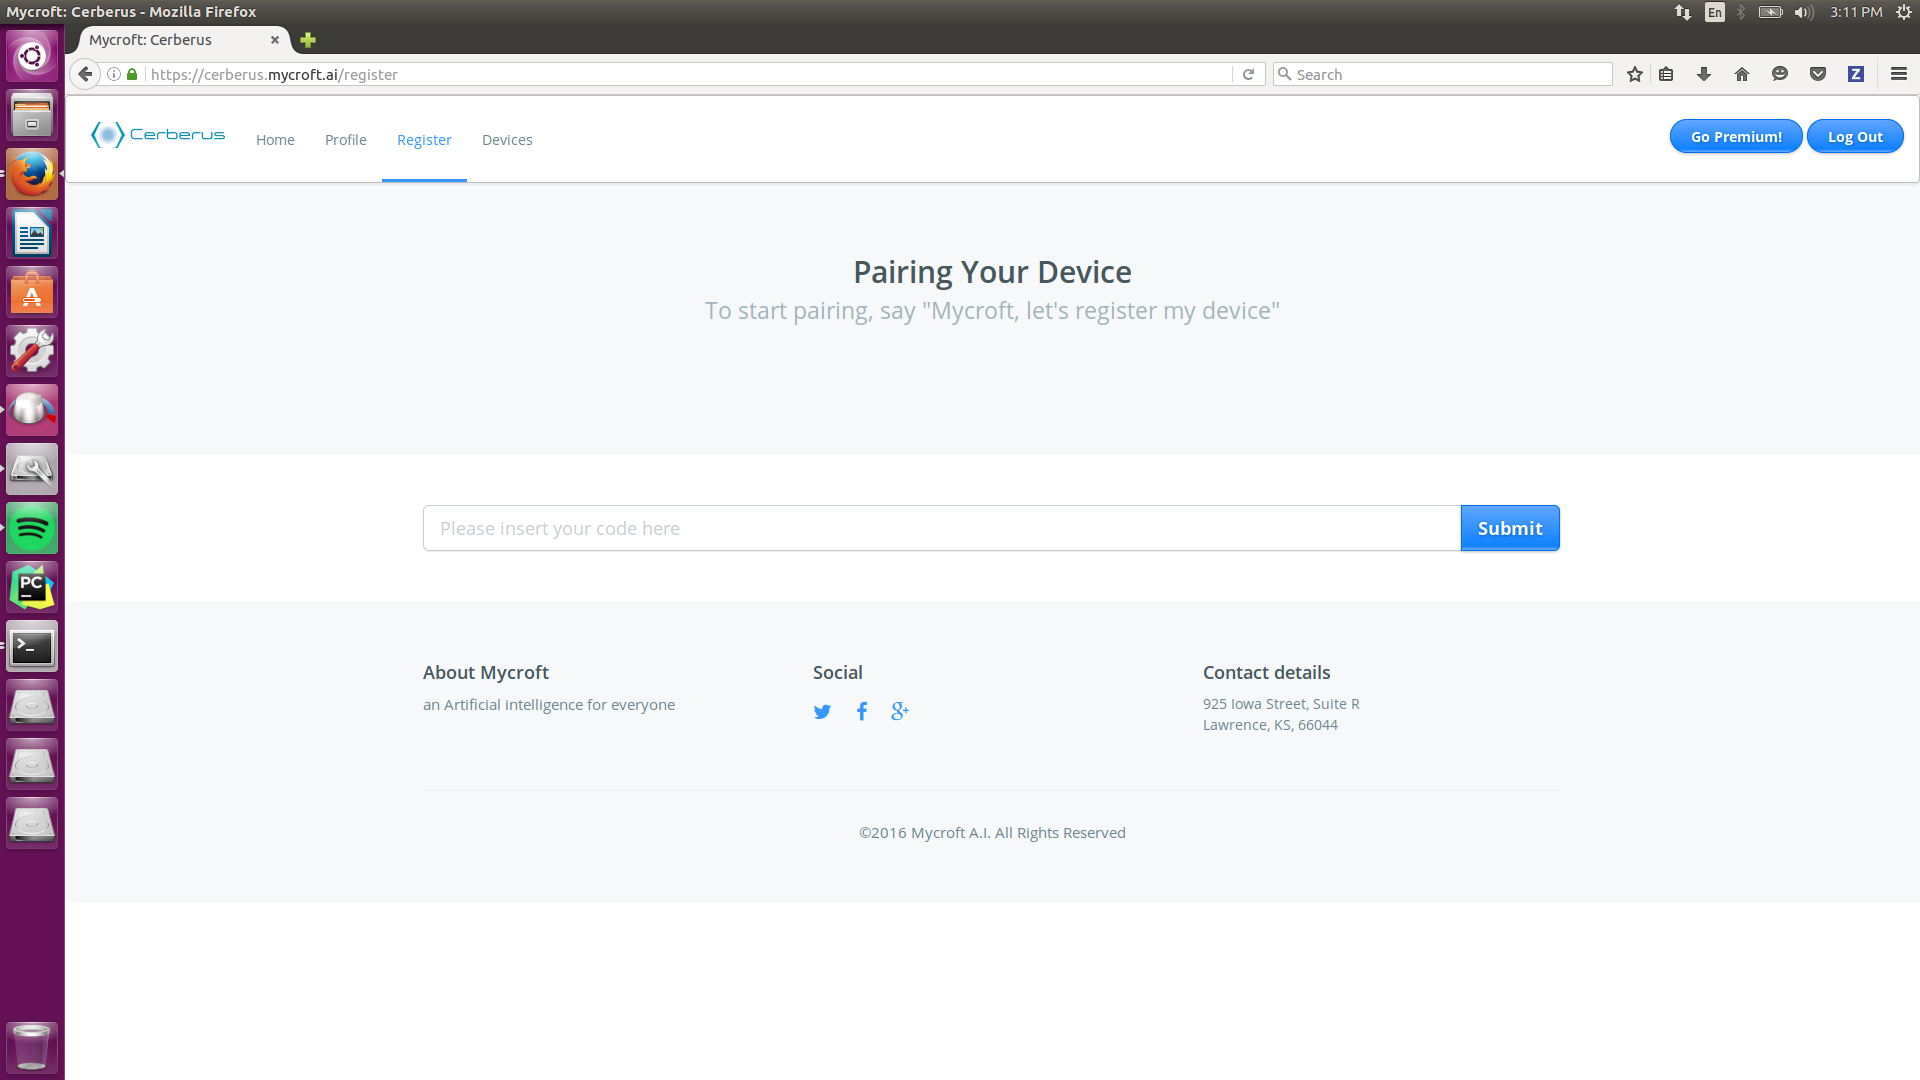 Mycroft: Cerberus - Mozilla Firefox
En
3:11 PM
Mycroft: Cerberus
https://cerberus.mycroft.ai/register
Search
Z
Cerberus
Home
Profile
Register
Devices
Go Premium!
Log Out
Pairing Your Device
To start pairing, say "Mycroft, let's register my device"
Please insert your code here
Submit
PC
About Mycroft
an Artificial intelligence for everyone
Social
Contact details
925 Iowa Street, Suite R
Lawrence, KS, 66044
©2016 Mycroft A.I. All Rights Reserved